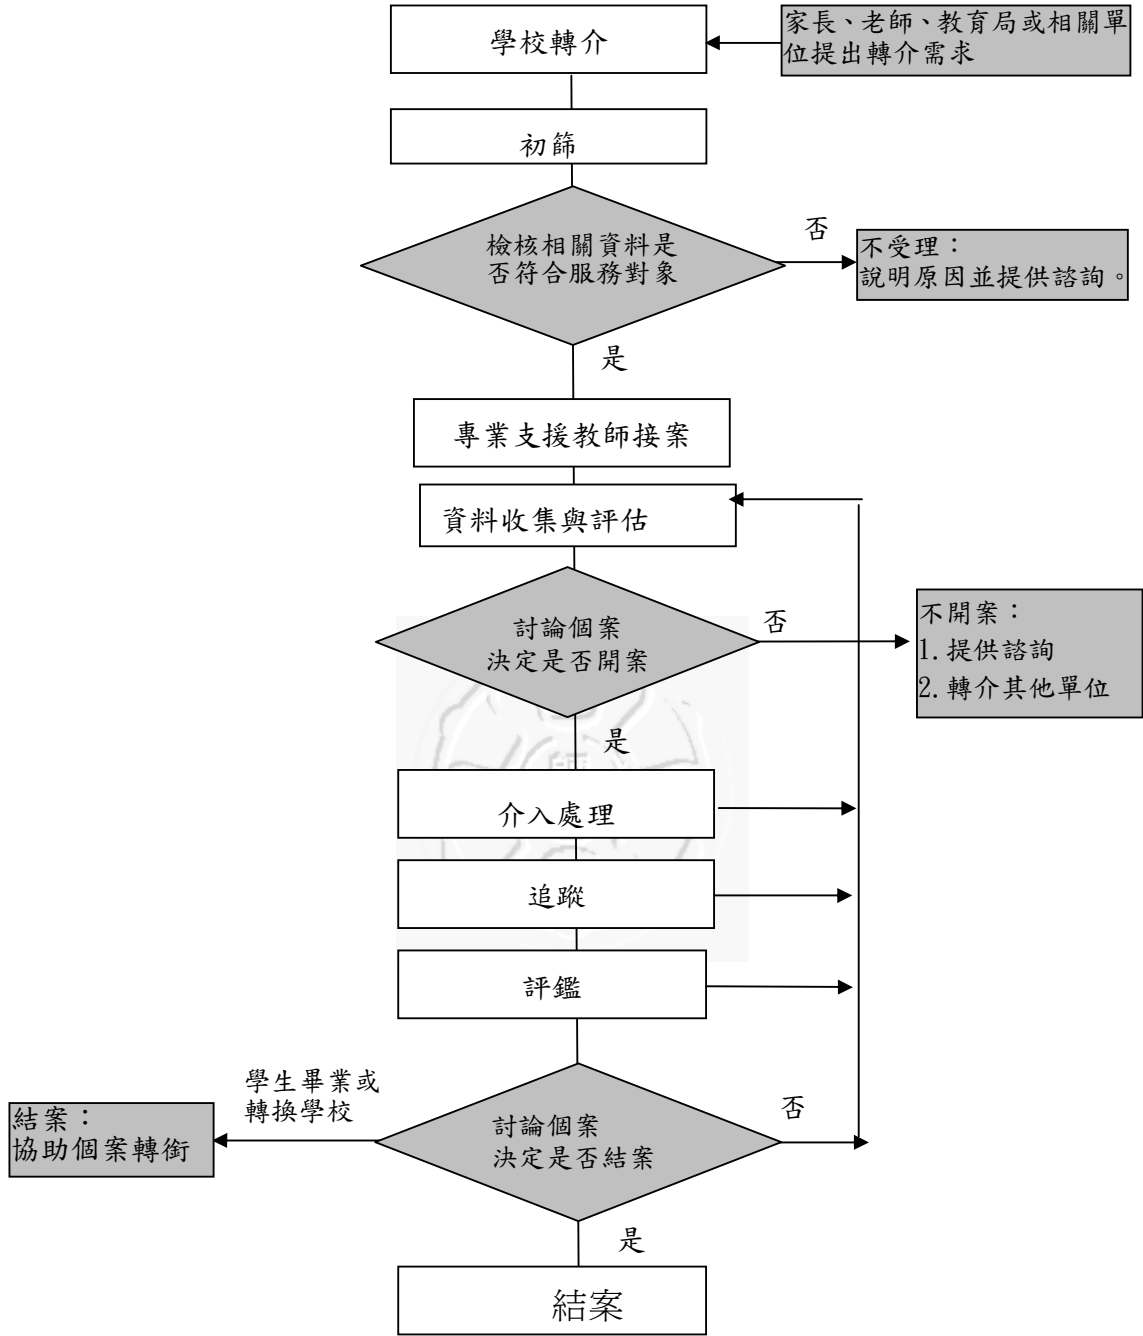 學校轉介
家長、老師、教育局或相關單
位提出轉介需求
初篩
檢核相關資料是
否符合服務對象
否
不受理：
說明原因並提供諮詢。
是
專業支援教師接案
資料收集與評估
討論個案
決定是否開案
否
不開案：
1.提供諮詢
2.轉介其他單位
是
師
介入處理
追蹤
評鑑
學生畢業或
轉換學校
結案：
協助個案轉銜
討論個案
決定是否結案
否
是
結案